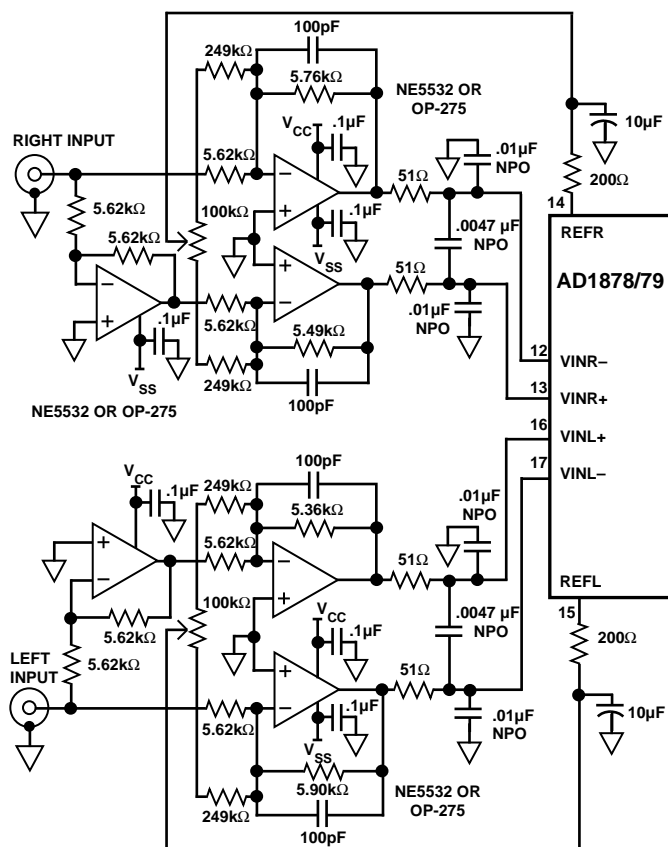 100pF
249kΩ
5.76kΩ
NE5532 OR
OP-275
10µF
VCC
.1µF
RIGHT INPUT
.01µF
NPO
5.62kΩ
51Ω
200Ω
14
5.62kΩ
100kΩ
.1µF
.0047 µF
NPO
REFR
5.62kΩ
VSS
AD1878/79
51Ω
.01µF
NPO
.1µF
5.62kΩ
5.49kΩ
12
VINR–
VSS
249kΩ
13
VINR+
NE5532 OR OP-275
100pF
16
VINL+
17
VINL–
VCC
100pF
.1µF
249kΩ
5.36kΩ
.01µF
NPO
5.62kΩ
51Ω
REFL
100kΩ
VCC
.0047 µF
NPO
15
5.62kΩ
.1µF
200Ω
LEFT
INPUT
5.62kΩ
51Ω
5.62kΩ
.1µF
.01µF
NPO
10µF
VSS
5.90kΩ
NE5532 OR
OP-275
249kΩ
100pF